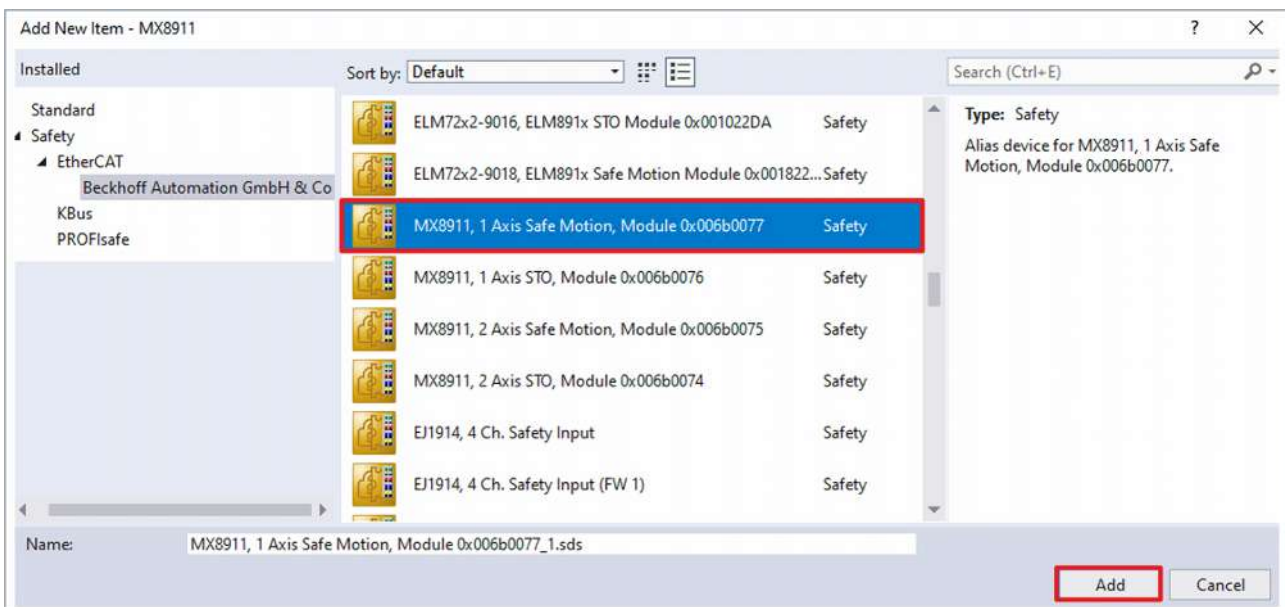 Add New Item - MX8911
?
Installed
Sort by: Default
Search (Ctrl+E)
Standard
Safety
EtherCAT
Beckhoff Automation GmbH & Co
KBus
PROFIsafe
ELM72x2-9016, ELM891x STO Module 0x001022DA Safety
ELM72x2-9018, ELM891x Safe Motion Module 0x001822... Safety
MX8911, 1 Axis Safe Motion, Module 0x006b0077 Safety
MX8911, 1 Axis STO, Module 0x006b0076 Safety
MX8911, 2 Axis Safe Motion, Module 0x006b0075 Safety
MX8911, 2 Axis STO, Module 0x006b0074 Safety
EJ1914, 4 Ch. Safety Input Safety
EJ1914, 4 Ch. Safety Input (FW 1) Safety
Type: Safety
Alias device for MX8911, 1 Axis Safe
Motion, Module 0x006b0077.
Name: MX8911, 1 Axis Safe Motion, Module 0x006b0077_1.sds
Add Cancel